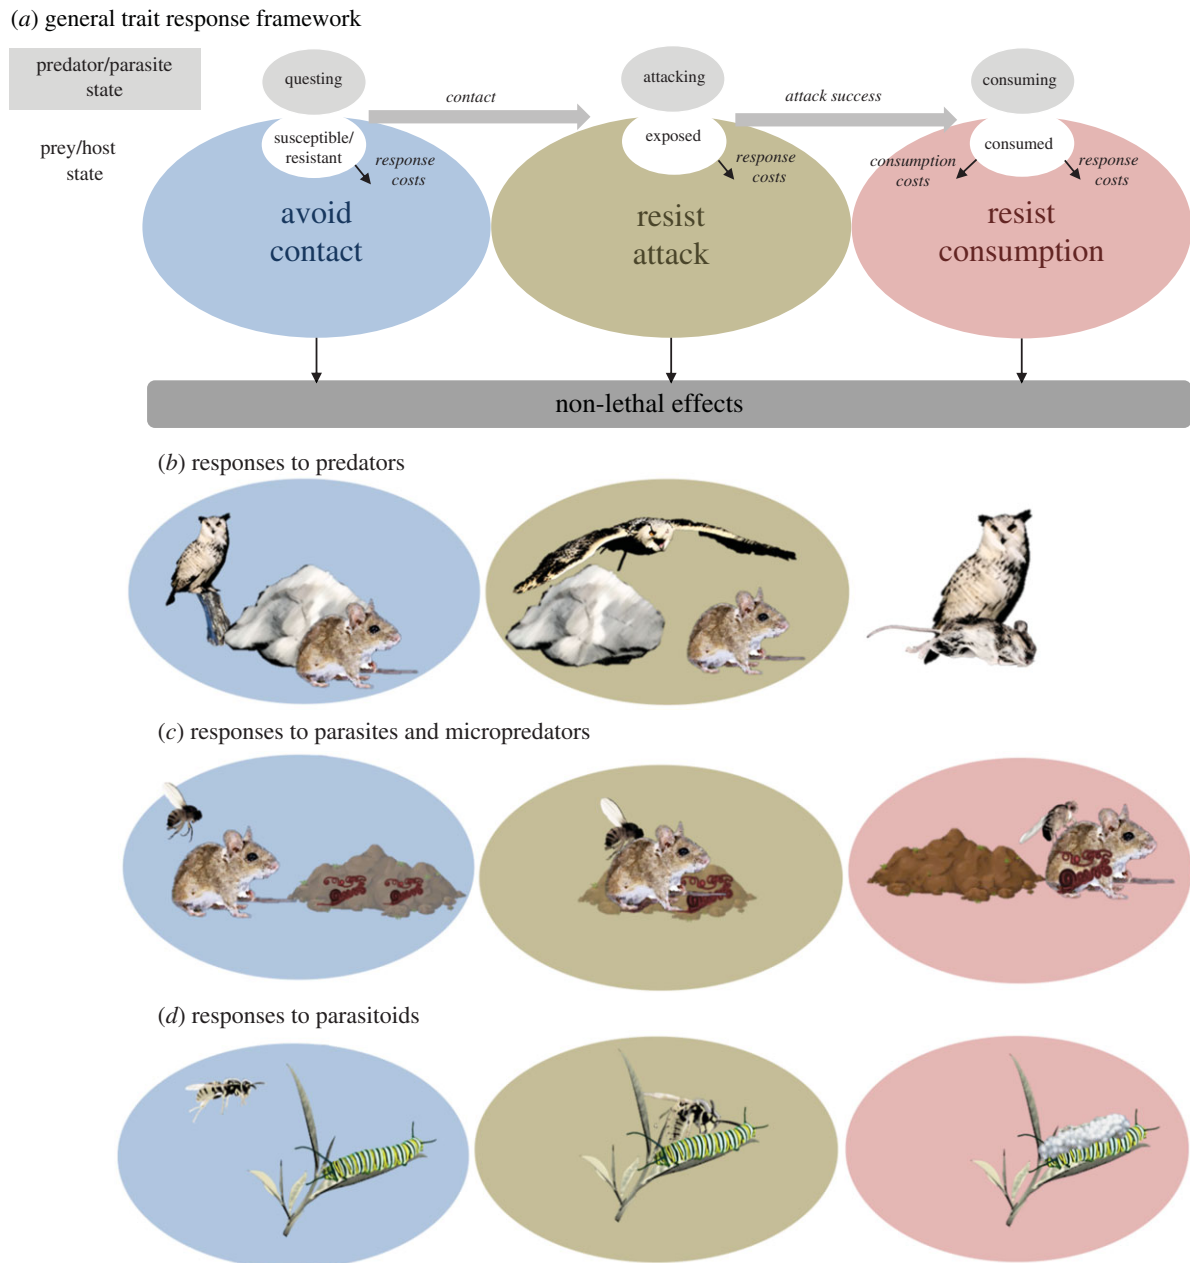 (a) general trait response framework
predator/parasite
state
questing
attacking
consuming
contact
attack success
prey/host
state
susceptible/
resistant
exposed
consumed
response
costs
response
costs
consumption
costs
response
costs
avoid
contact
resist
attack
resist
consumption
non-lethal effects
(b) responses to predators
(c) responses to parasites and micropredators
(d) responses to parasitoids